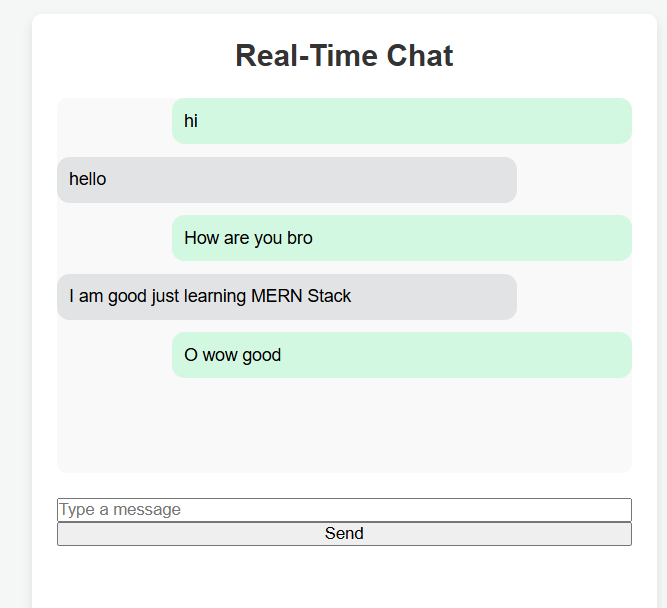 Real-Time Chat
hi
hello
How are you bro
I am good just learning MERN Stack
O wow good
Type a message
Send